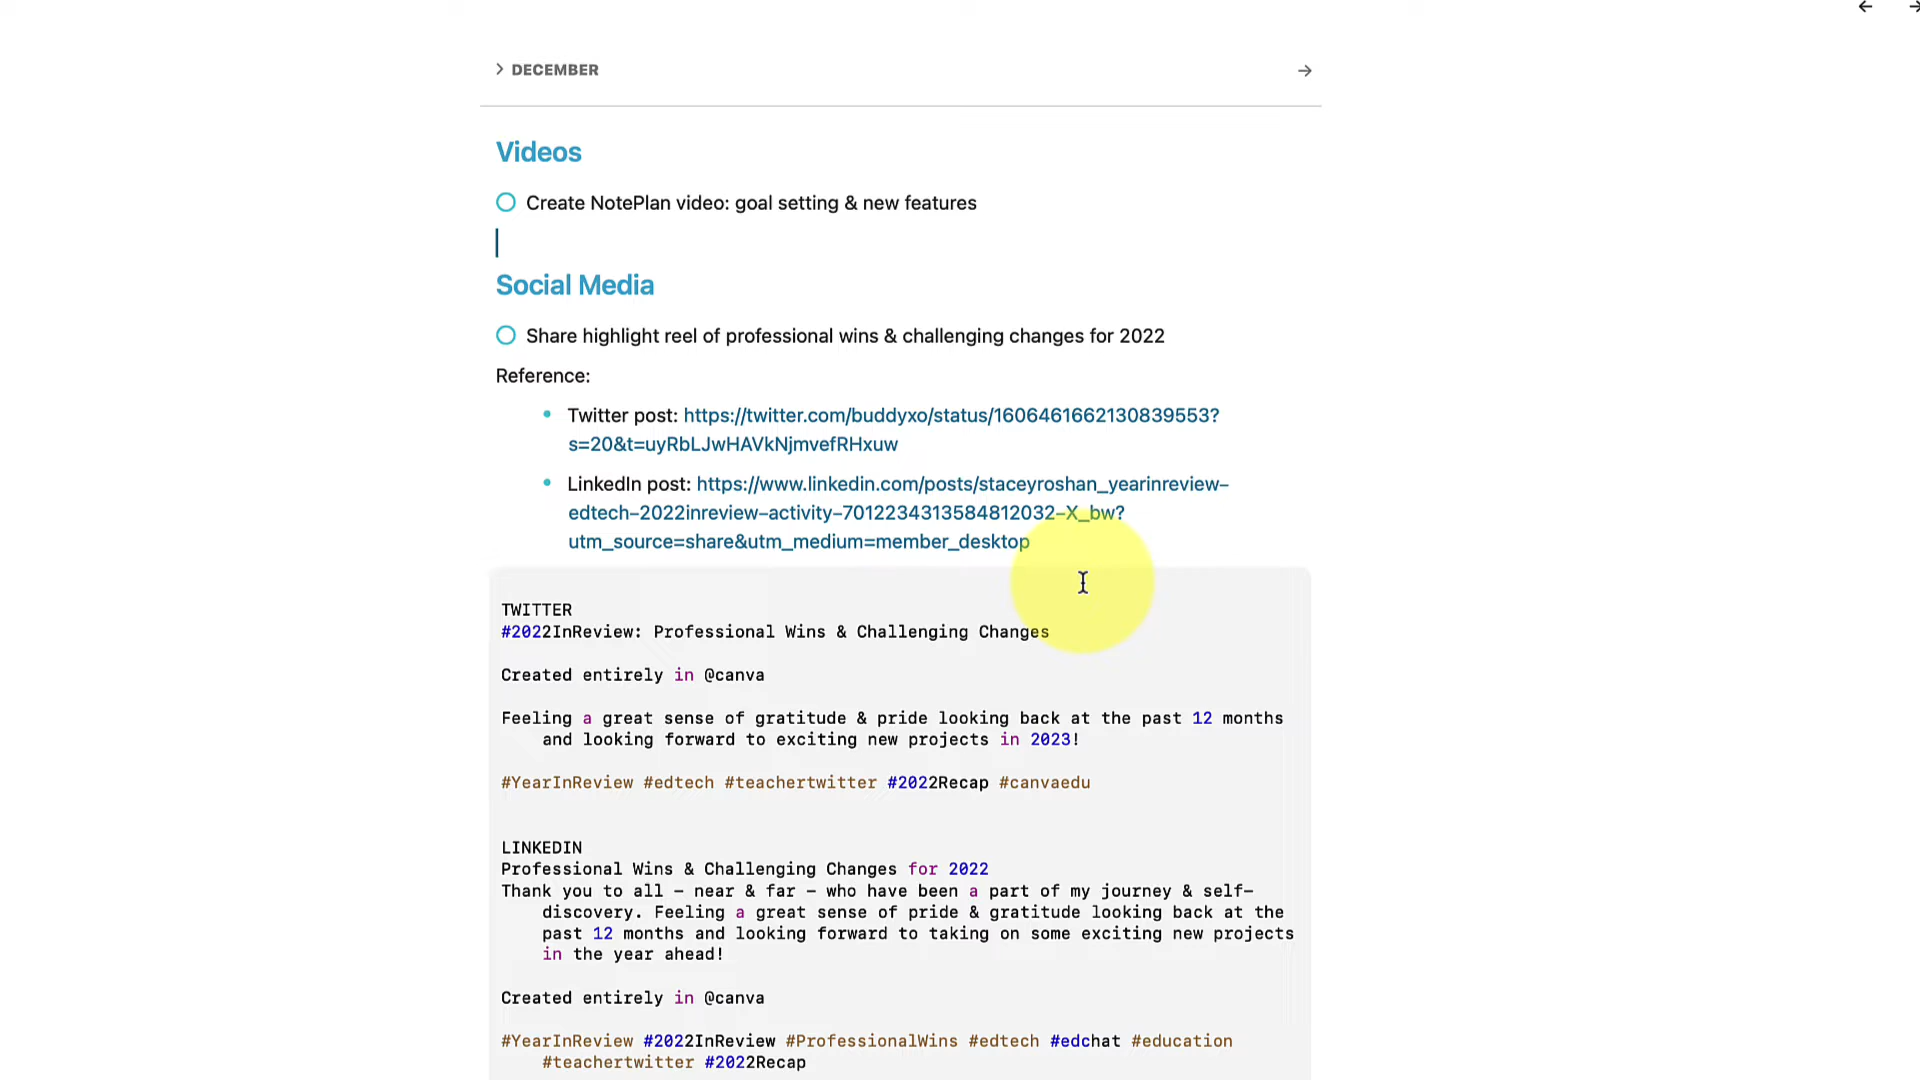 DECEMBER
Videos
Create NotePlan video: goal setting & new features
Social Media
Share highlight reel of professional wins & challenging changes for 2022
Reference:
Twitter post: https://twitter.com/buddyxo/status/1606461662130839553?
s=20&t=uyRbLJwHAVkNjmvefRHxuw
LinkedIn post: https://www.linkedin.com/posts/staceyroshan_yearinreview-
edtech-2022inreview-activity-7012234313584812032-X_bw?
utm_source=share&utm_medium=member_desktop
TWITTER
#2022InReview: Professional Wins & Challenging Changes
Created entirely in @canva
Feeling a great sense of gratitude & pride looking back at the past 12 months
and looking forward to exciting new projects in 2023!
#YearInReview #edtech #teachertwitter #2022Recap #canvaedu
LINKEDIN
Professional Wins & Challenging Changes for 2022
Thank you to all - near & far - who have been a part of my journey & self-
discovery. Feeling a great sense of pride & gratitude looking back at the
past 12 months and looking forward to taking on some exciting new projects
in the year ahead!
Created entirely in @canva
#YearInReview #2022InReview #ProfessionalWins #edtech #edchat #education
#teachertwitter #2022Recap